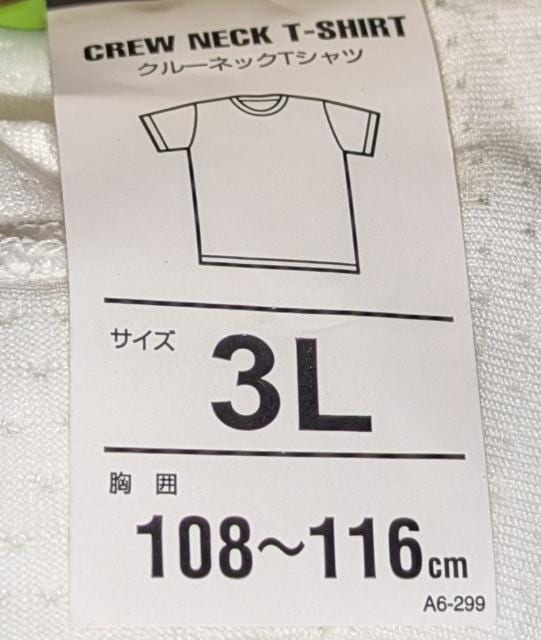 CREW NECK T-SHIRT
クルーネックTシャツ
サイズ 3L
胸 囲
108〜116cm
A6-299